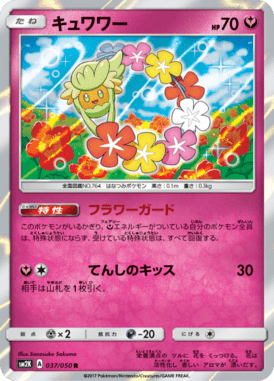 たね キュワワー HP70
全国図鑑NO.764 はなつみポケモン 高さ:0.1m 重さ:0.3kg
特性 フラワーガード
このポケモンがいるかぎり、エネルギーがついている自分のポケモン全員は、特殊状態にならず、受けている特殊状態は、すべて回復する。
てんしのキッス 30
相手は山札を1枚引く。
弱点 ×2 抵抗力 -20 にげる
Illus. Sanosuke Sakuma
SM2K A 037/050 R
©2017 Pokémon/Nintendo/Creatures/GAME FREAK.